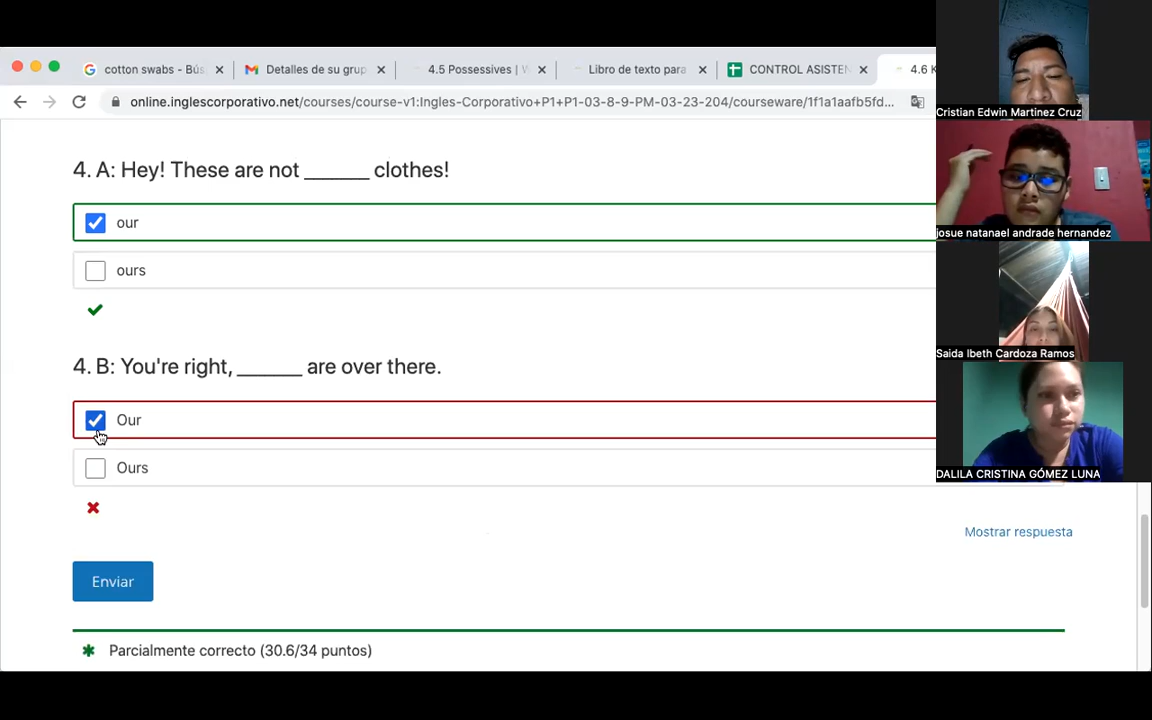 cotton swabs - Bús
Detalles de su grup
4.5 Possessives | W
Libro de texto para
CONTROL ASISTEN
4.6 K
online.inglescorporativo.net/courses/course-v1:Ingles-Corporativo+P1+P1-03-8-9-PM-03-23-204/courseware/1f1a1aafb5fd...
Cristian Edwin Martinez Cruz
4. A: Hey! These are not ______ clothes!
our
josue natanael andrade hernandez
ours
Saida Ibeth Cardoza Ramos
4. B: You're right, ______ are over there.
Our
Ours
DALILA CRISTINA GÓMEZ LUNA
Mostrar respuesta
Enviar
Parcialmente correcto (30.6/34 puntos)